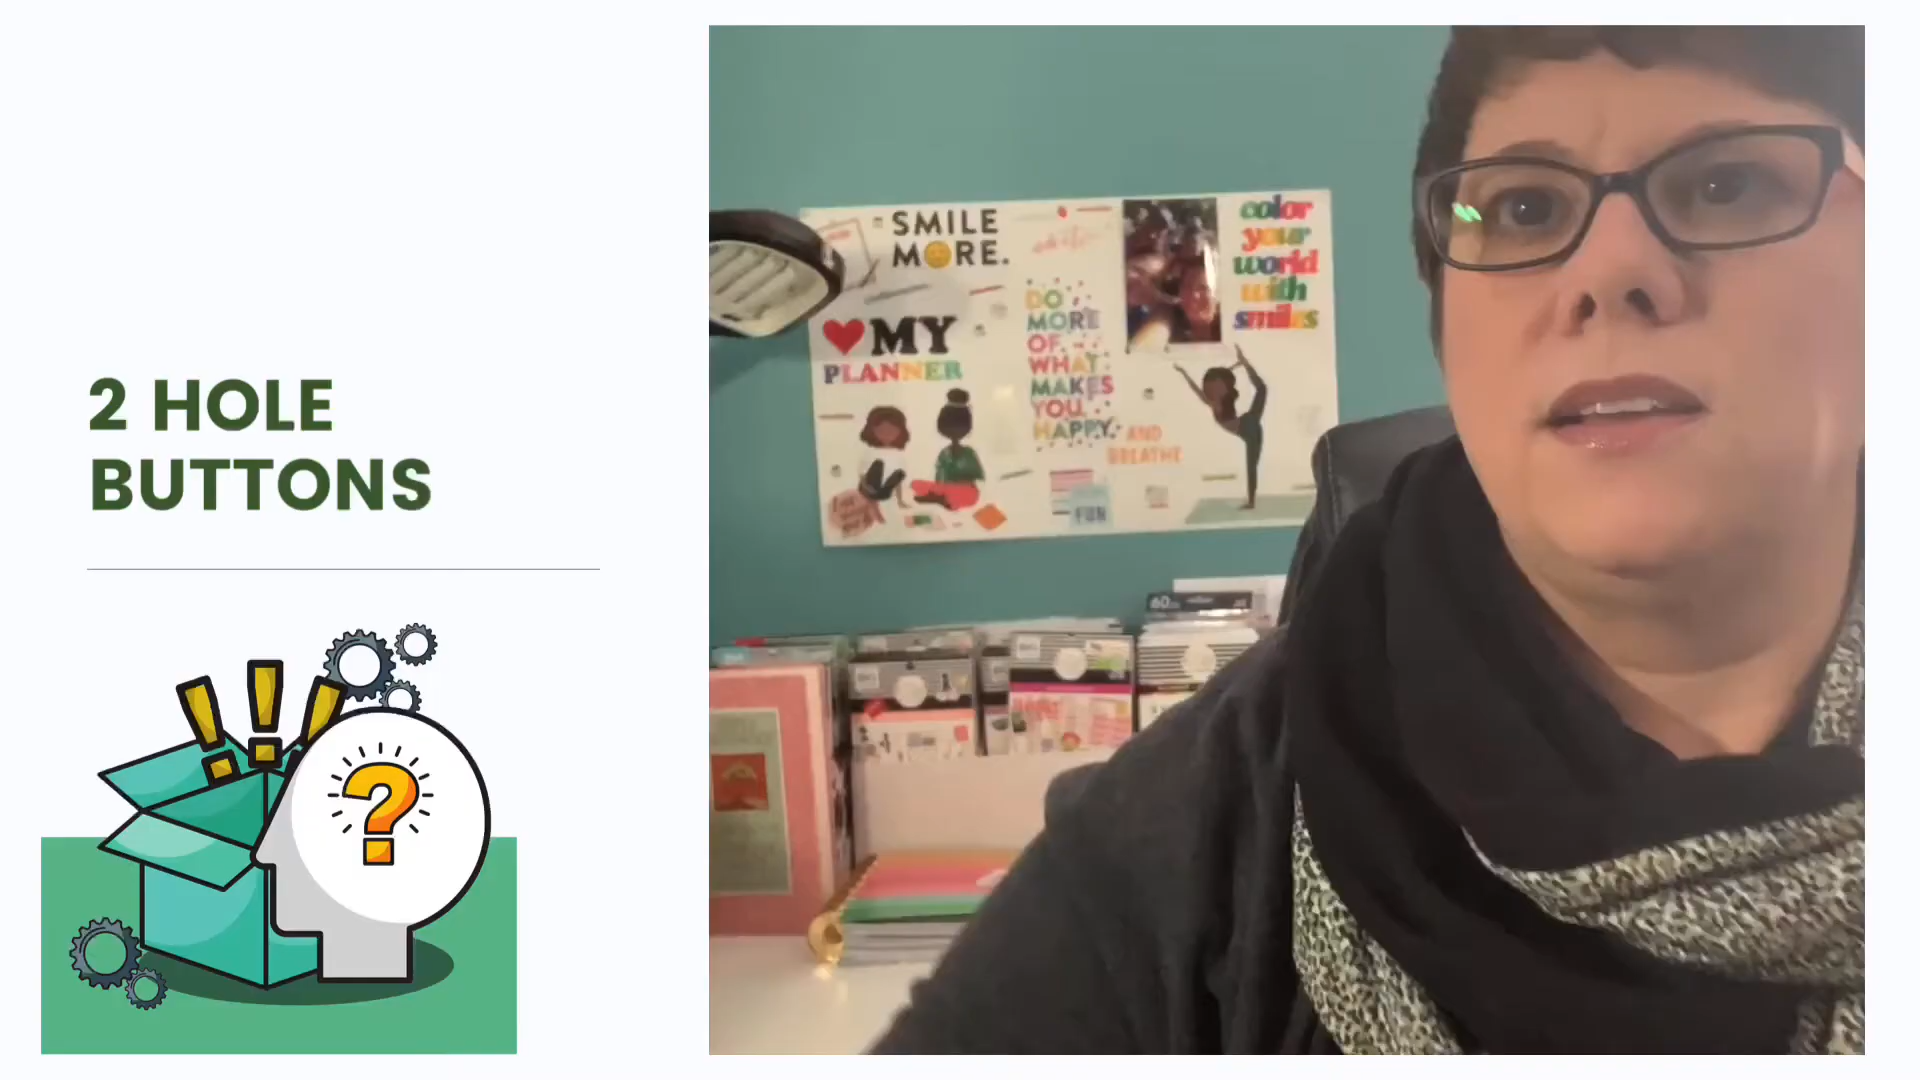 2 HOLE
BUTTONS
?
SMILE
MORE.
MY
PLANNER
DO
MORE
OF
WHAT
MAKES
YOU
HAPPY
color
your
world
with
smiles
AND
BREATHE
FUN
60